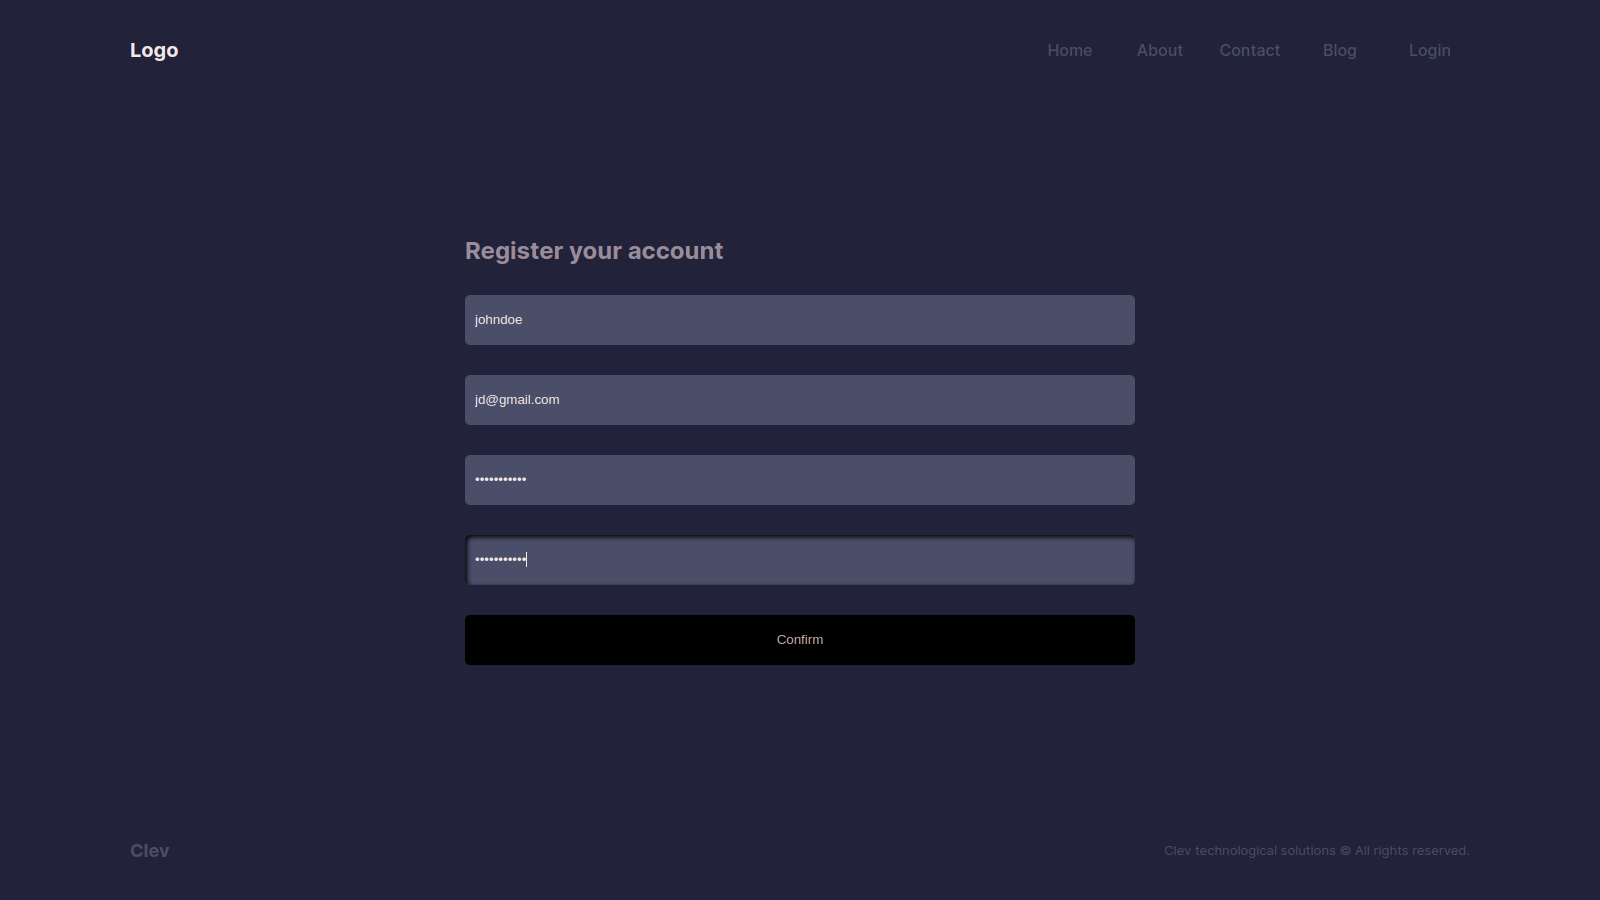 Logo
Home About Contact Blog Login
Register your account
johndoe
jd@gmail.com
•••••••••••
•••••••••••
Confirm
Clev
Clev technological solutions © All rights reserved.